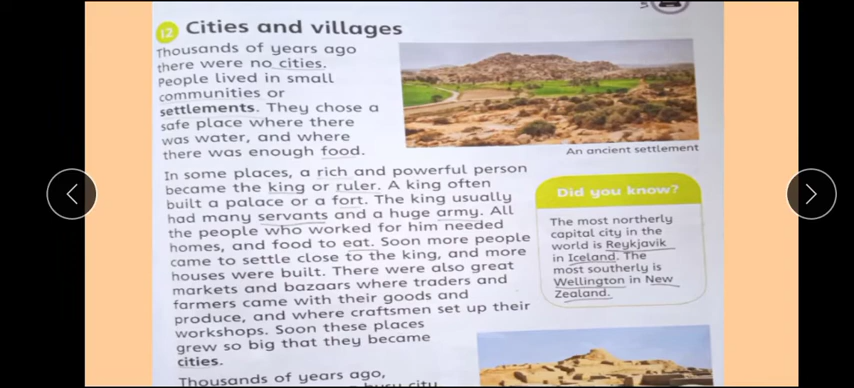 12 Cities and villages
Thousands of years ago
there were no cities.
People lived in small
communities or
settlements. They chose a
safe place where there
was water, and where
there was enough food.
An ancient settlement
In some places, a rich and powerful person
became the king or ruler. A king often
built a palace or a fort. The king usually
had many servants and a huge army. All
the people who worked for him needed
homes, and food to eat. Soon more people
came to settle close to the king, and more
houses were built. There were also great
markets and bazaars where traders and
farmers came with their goods and
produce, and where craftsmen set up their
workshops. Soon these places
grew so big that they became
cities.
Did you know?
The most northerly
capital city in the
world is Reykjavik
in Iceland. The
most southerly is
Wellington in New
Zealand.
Thousands of years ago,
busy city